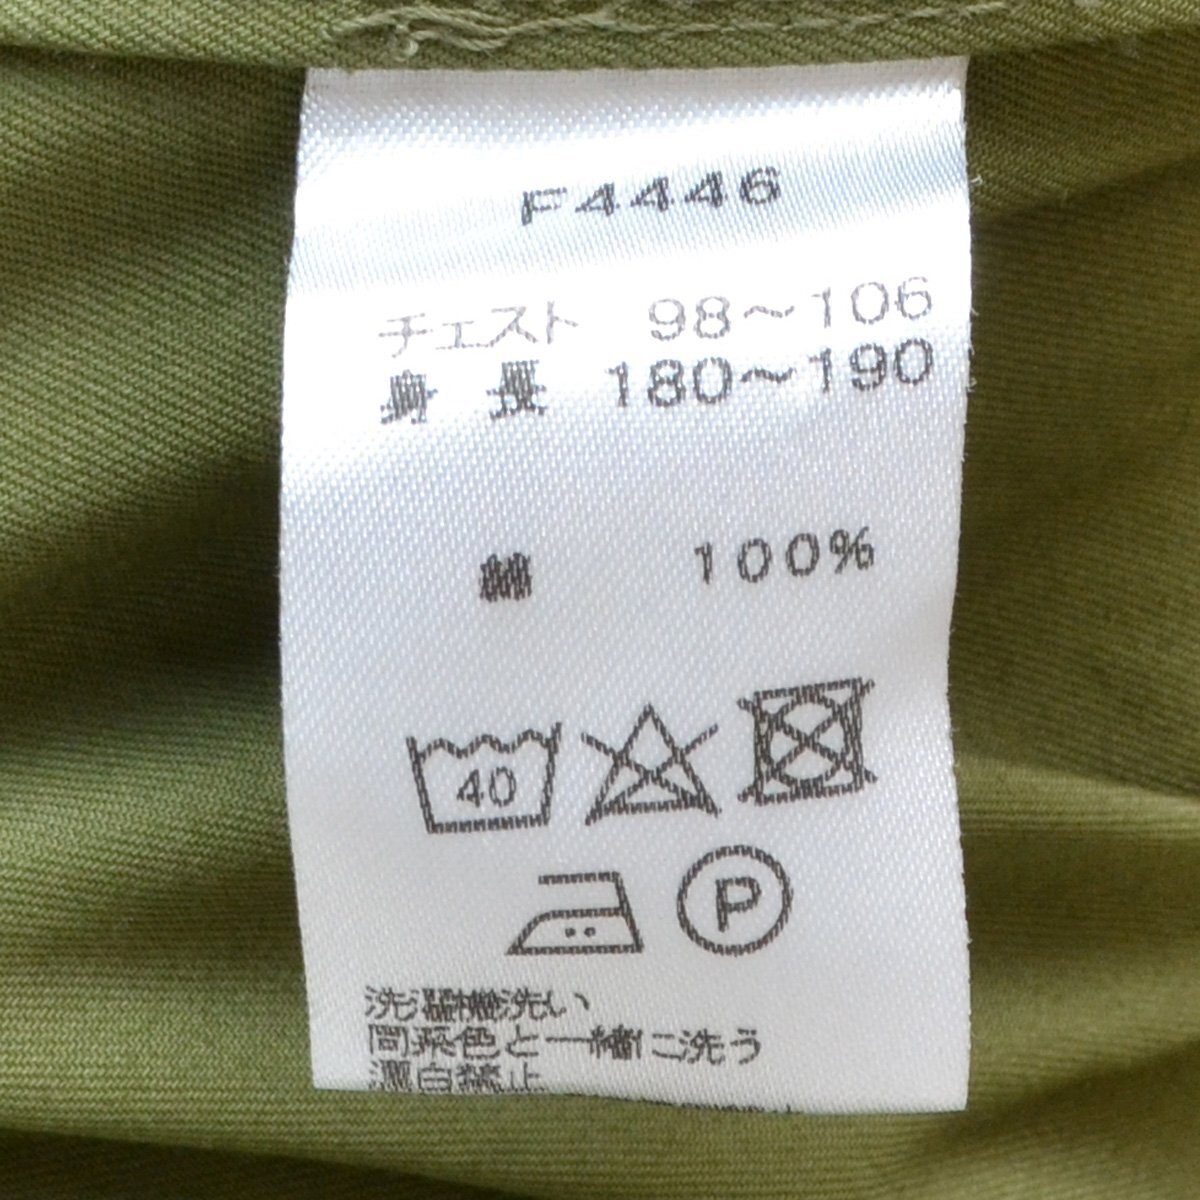 F4446
チェスト 98～106
身長 180～190
綿 100%
40
P
洗濯機洗い
同系色と一緒に洗う
漂白禁止